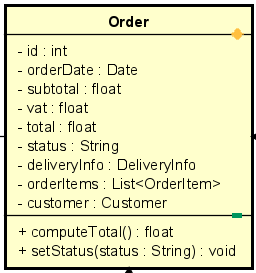 Order
- id : int
- orderDate : Date
- subtotal : float
- vat : float
- total : float
- status : String
- deliveryInfo : DeliveryInfo
- orderItems : List<OrderItem>
- customer : Customer
+ computeTotal() : float
+ setStatus(status : String) : void